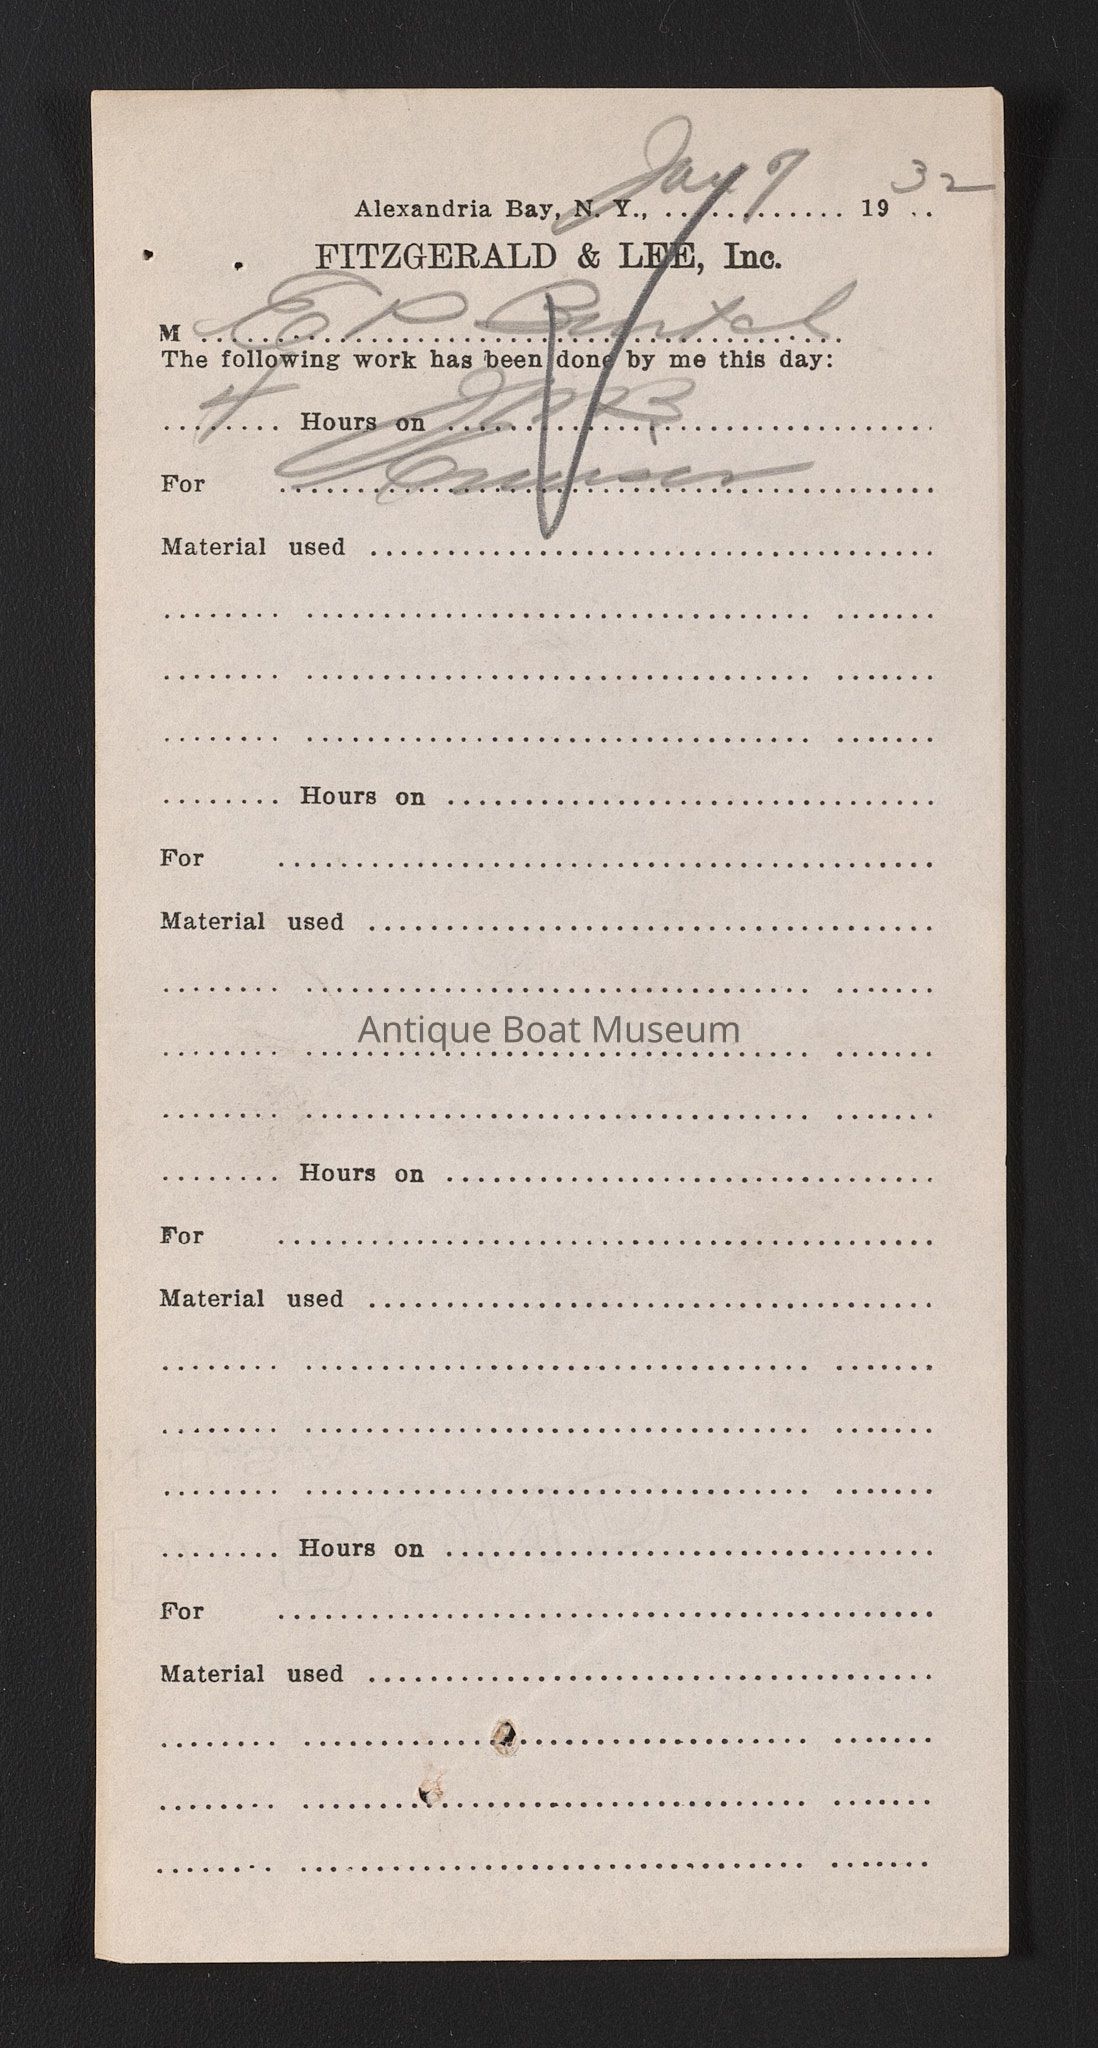 Jan 9 32
Alexandria Bay, N. Y., ............. 19 ..
FITZGERALD & LEE, Inc.
M E P
The following work has been done by me this day:
4 Hours on
For Cruiser
Material used
Hours on
For
Material used
Antique Boat Museum
Hours on
For
Material used
Hours on
For
Material used